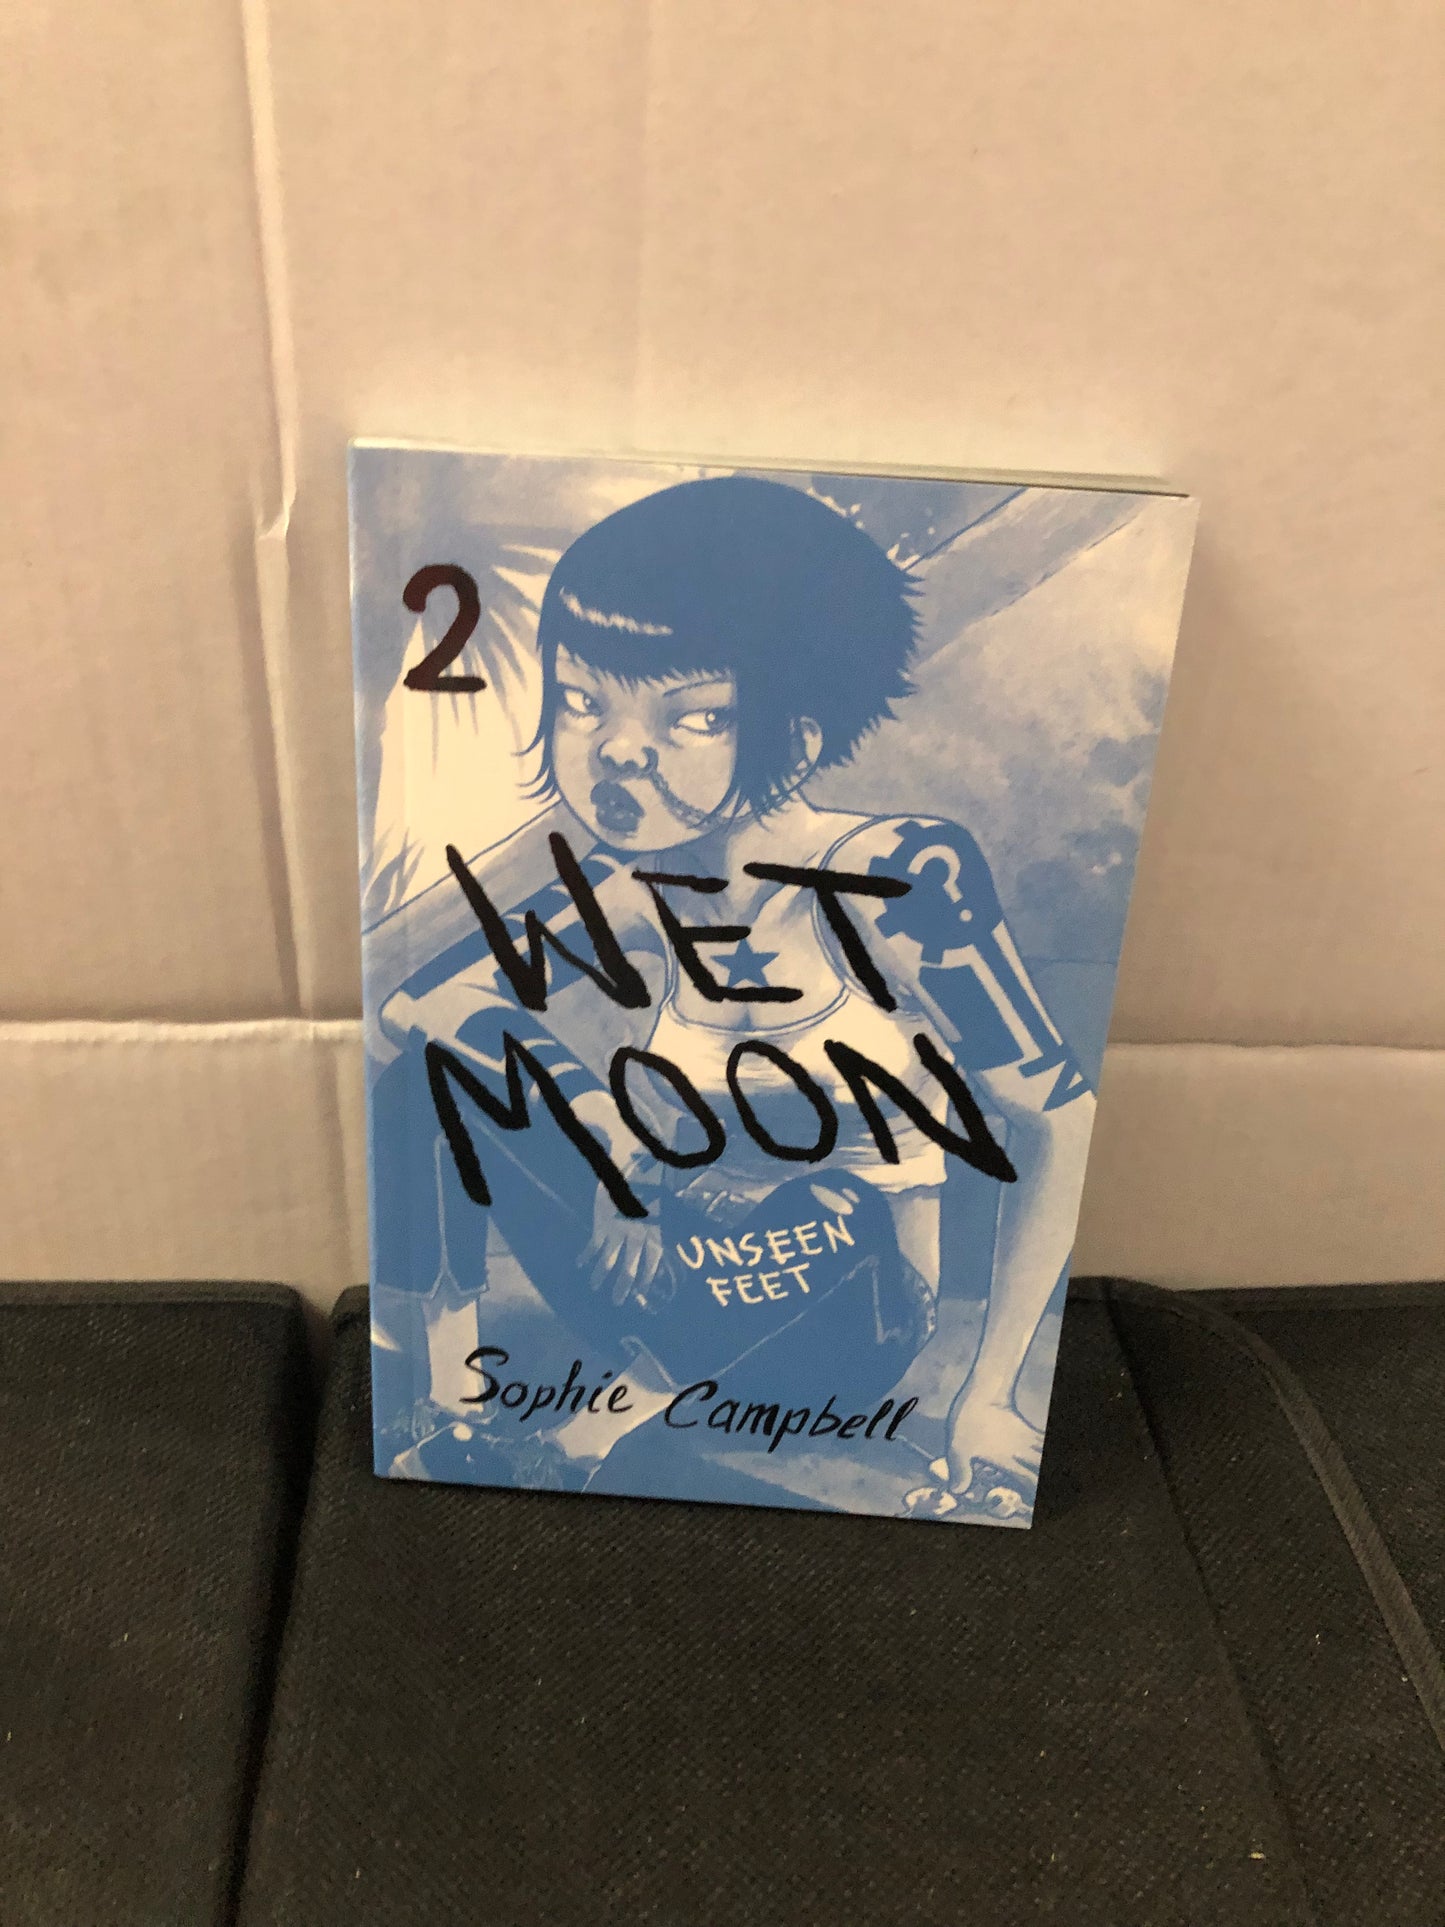 2
WET
MOON
UNSEEN
FEET
Sophie Campbell
?